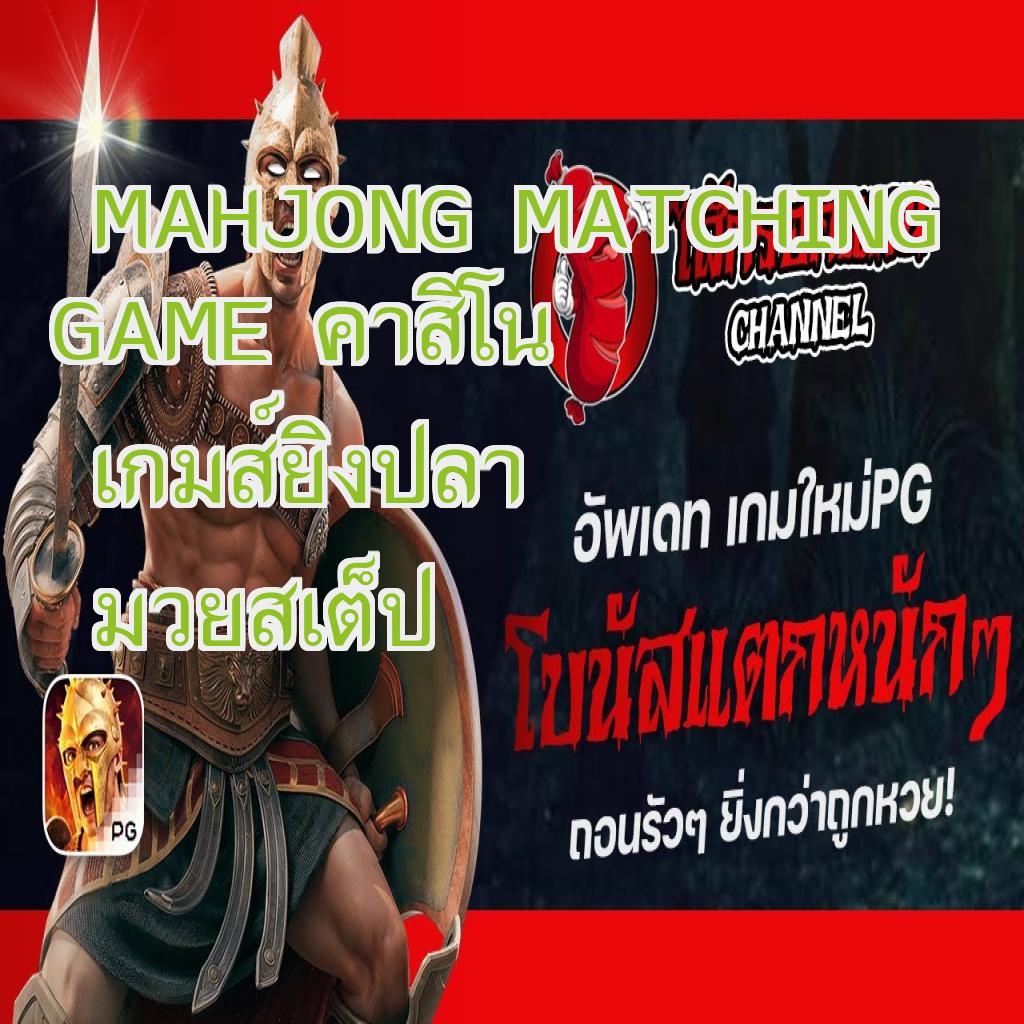 MAHJONG MATCHING
GAME คาสิโน
เกมส์ยิงปลา
มวยสเต็ป
CHANNEL
อัพเดท เกมใหม่PG
โบนัสแตกหนักๆ
ถอนรัวๆ ยิ่งกว่าถูกหวย!
PG